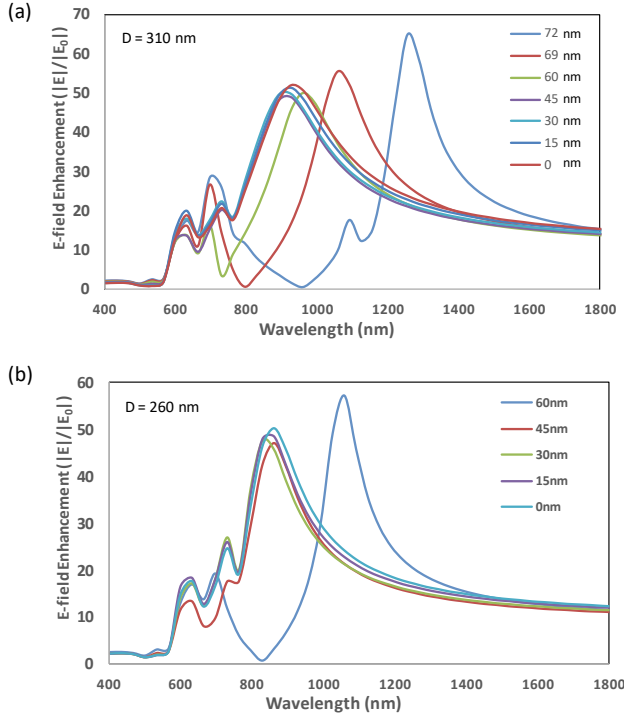 (a)
70
60
50
40
30
20
10
0
E-field Enhancement (|E|/|E₀|)
D = 310 nm
72 nm
69 nm
60 nm
45 nm
30 nm
15 nm
0 nm
400 600 800 1000 1200 1400 1600 1800
Wavelength (nm)
(b)
60
50
40
30
20
10
0
E-field Enhancement (|E|/|E₀|)
D = 260 nm
60nm
45nm
30nm
15nm
0nm
400 600 800 1000 1200 1400 1600 1800
Wavelength (nm)